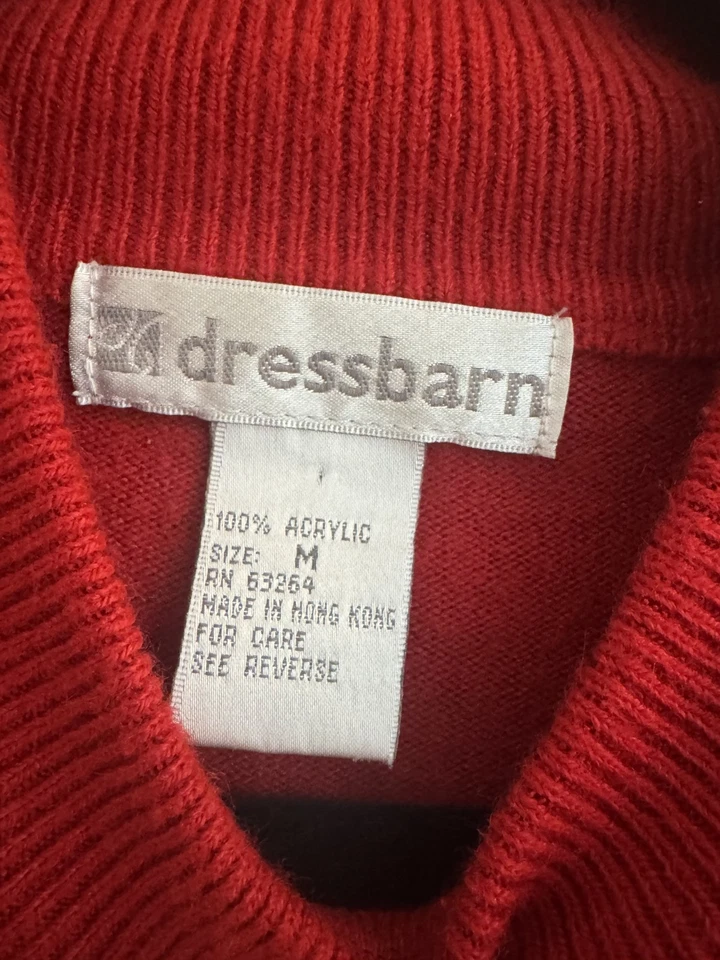 dressbarn
100% ACRYLIC
SIZE: M
RN 63264
MADE IN HONG KONG
FOR CARE
SEE REVERSE